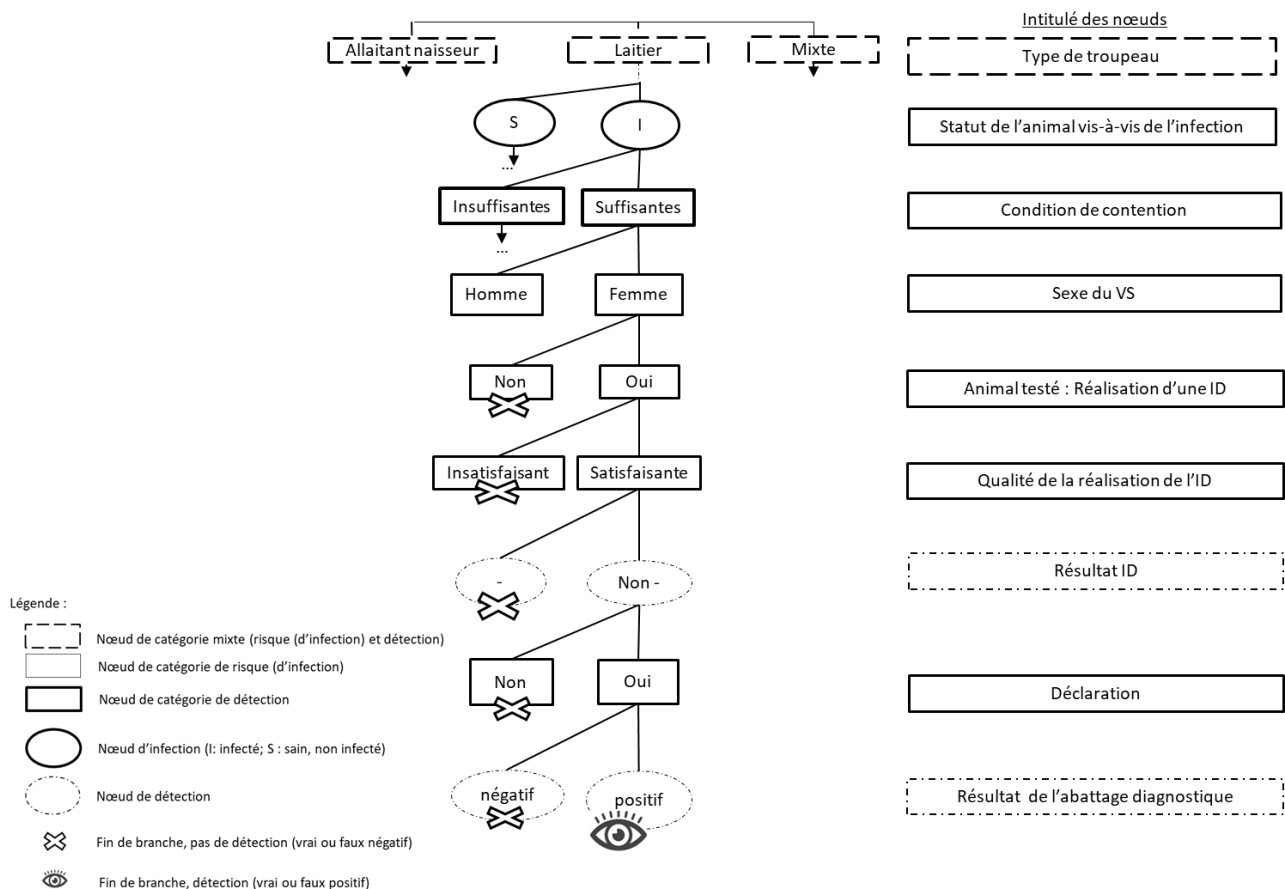 Intitulé des nœuds
Allaitant naisseur
Laitier
Mixte
Type de troupeau
S
I
Statut de l’animal vis-à-vis de l’infection
...
Insuffisantes
Suffisantes
Condition de contention
...
Homme
Femme
Sexe du VS
Non
Oui
Animal testé : Réalisation d’une ID
Insatisfaisant
Satisfaisante
Qualité de la réalisation de l’ID
-
Non -
Résultat ID
Non
Oui
Déclaration
négatif
positif
Résultat de l’abattage diagnostique
Légende :
Nœud de catégorie mixte (risque (d’infection) et détection)
Nœud de catégorie de risque (d’infection)
Nœud de catégorie de détection
Nœud d’infection (I: infecté; S : sain, non infecté)
Nœud de détection
Fin de branche, pas de détection (vrai ou faux négatif)
Fin de branche, détection (vrai ou faux positif)